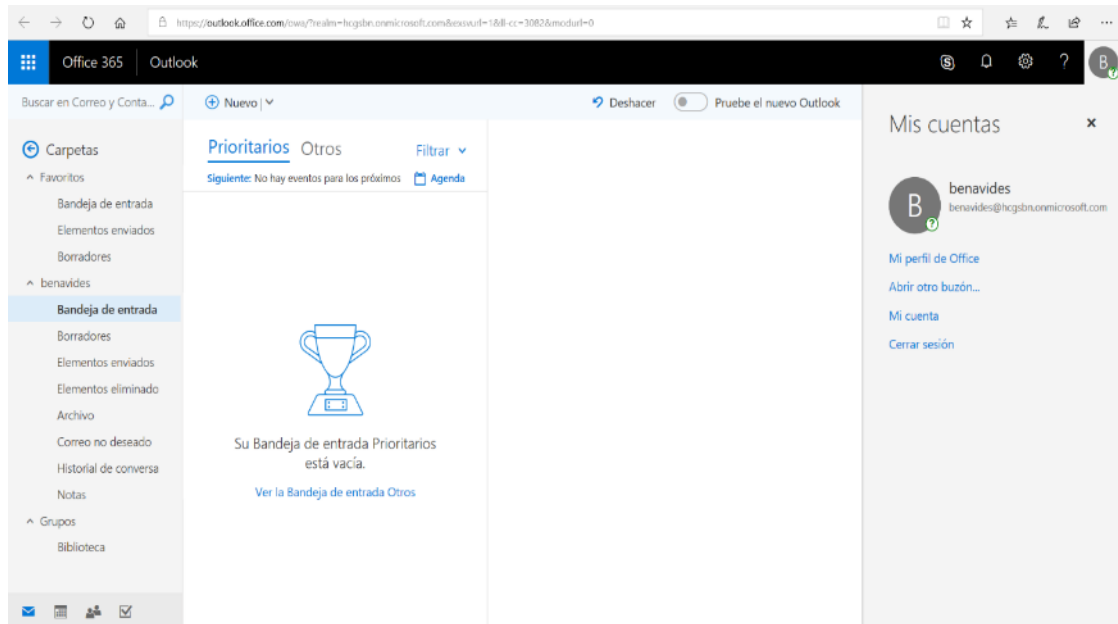 https://outlook.office.com/owa/?realm=hcgsbn.onmicrosoft.com&exsvurl=1&ll-cc=3082&modurl=0
Office 365 Outlook
B
Buscar en Correo y Conta...
Nuevo
Deshacer
Pruebe el nuevo Outlook
Carpetas
Favoritos
Bandeja de entrada
Elementos enviados
Borradores
benavides
Bandeja de entrada
Borradores
Elementos enviados
Elementos eliminado
Archivo
Correo no deseado
Historial de conversa
Notas
Grupos
Biblioteca
Prioritarios Otros
Filtrar
Siguiente: No hay eventos para los próximos
Agenda
Su Bandeja de entrada Prioritarios
está vacía.
Ver la Bandeja de entrada Otros
Mis cuentas
B
benavides
benavides@hcgsbn.onmicrosoft.com
Mi perfil de Office
Abrir otro buzón...
Mi cuenta
Cerrar sesión